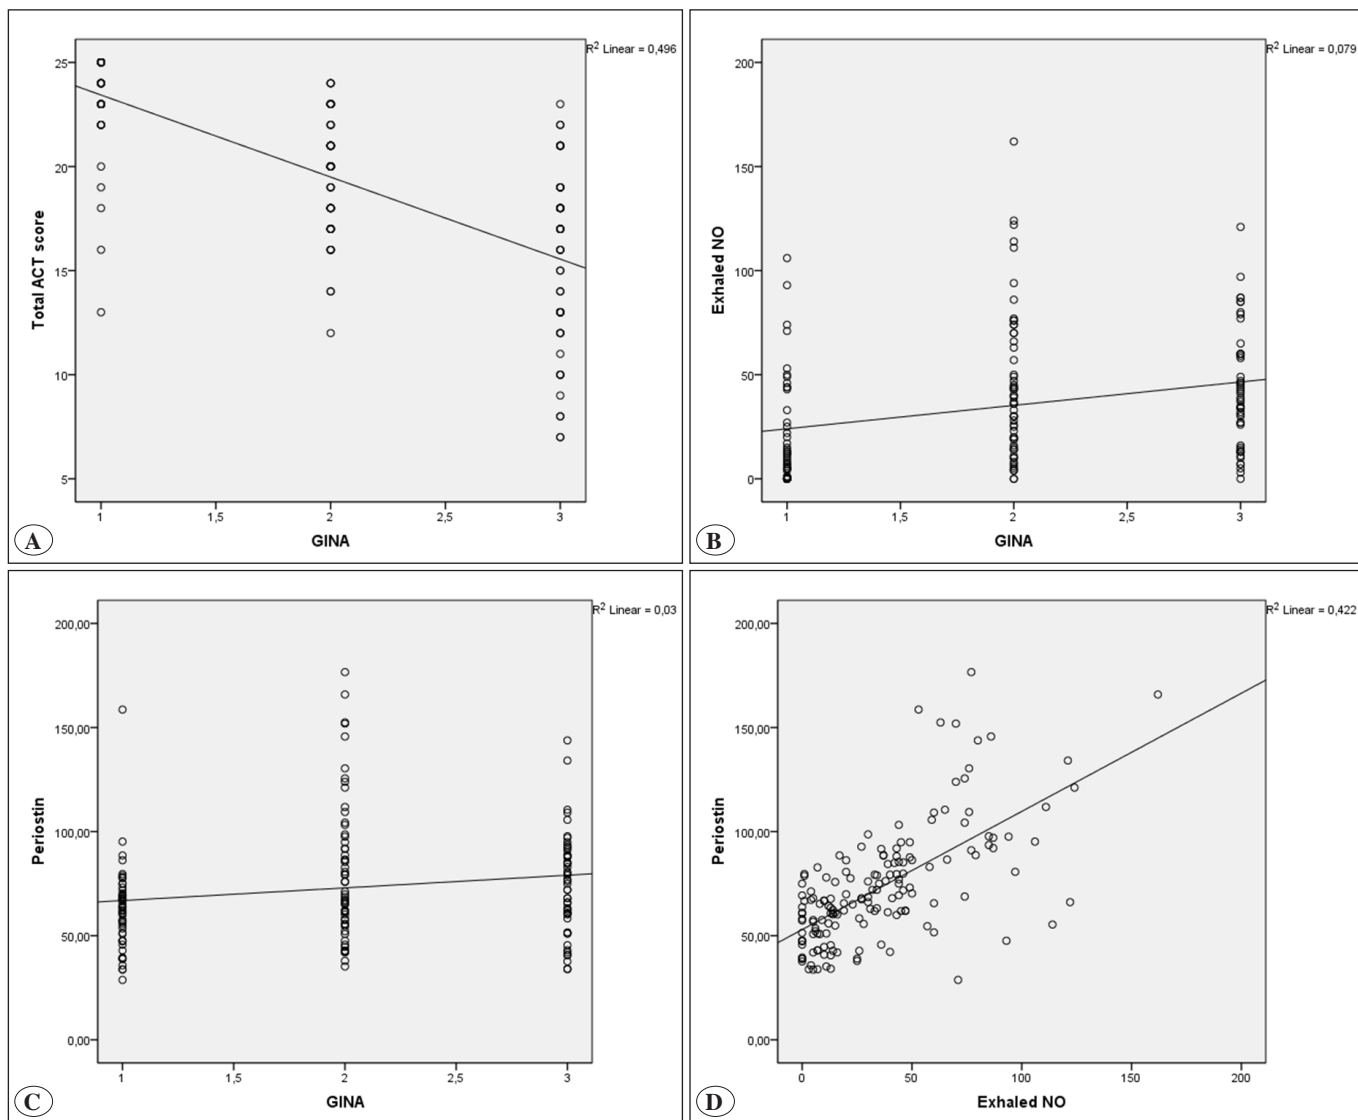 R2 Linear = 0,496
25
20
15
10
5
Total ACT score
1
1,5
2
2,5
3
GINA
A
R2 Linear = 0,079
200
150
100
50
0
Exhaled NO
1
1,5
2
2,5
3
GINA
B
R2 Linear = 0,03
200,00
150,00
100,00
50,00
0,00
Periostin
1
1,5
2
2,5
3
GINA
C
R2 Linear = 0,422
200,00
150,00
100,00
50,00
0,00
Periostin
0
50
100
150
200
Exhaled NO
D